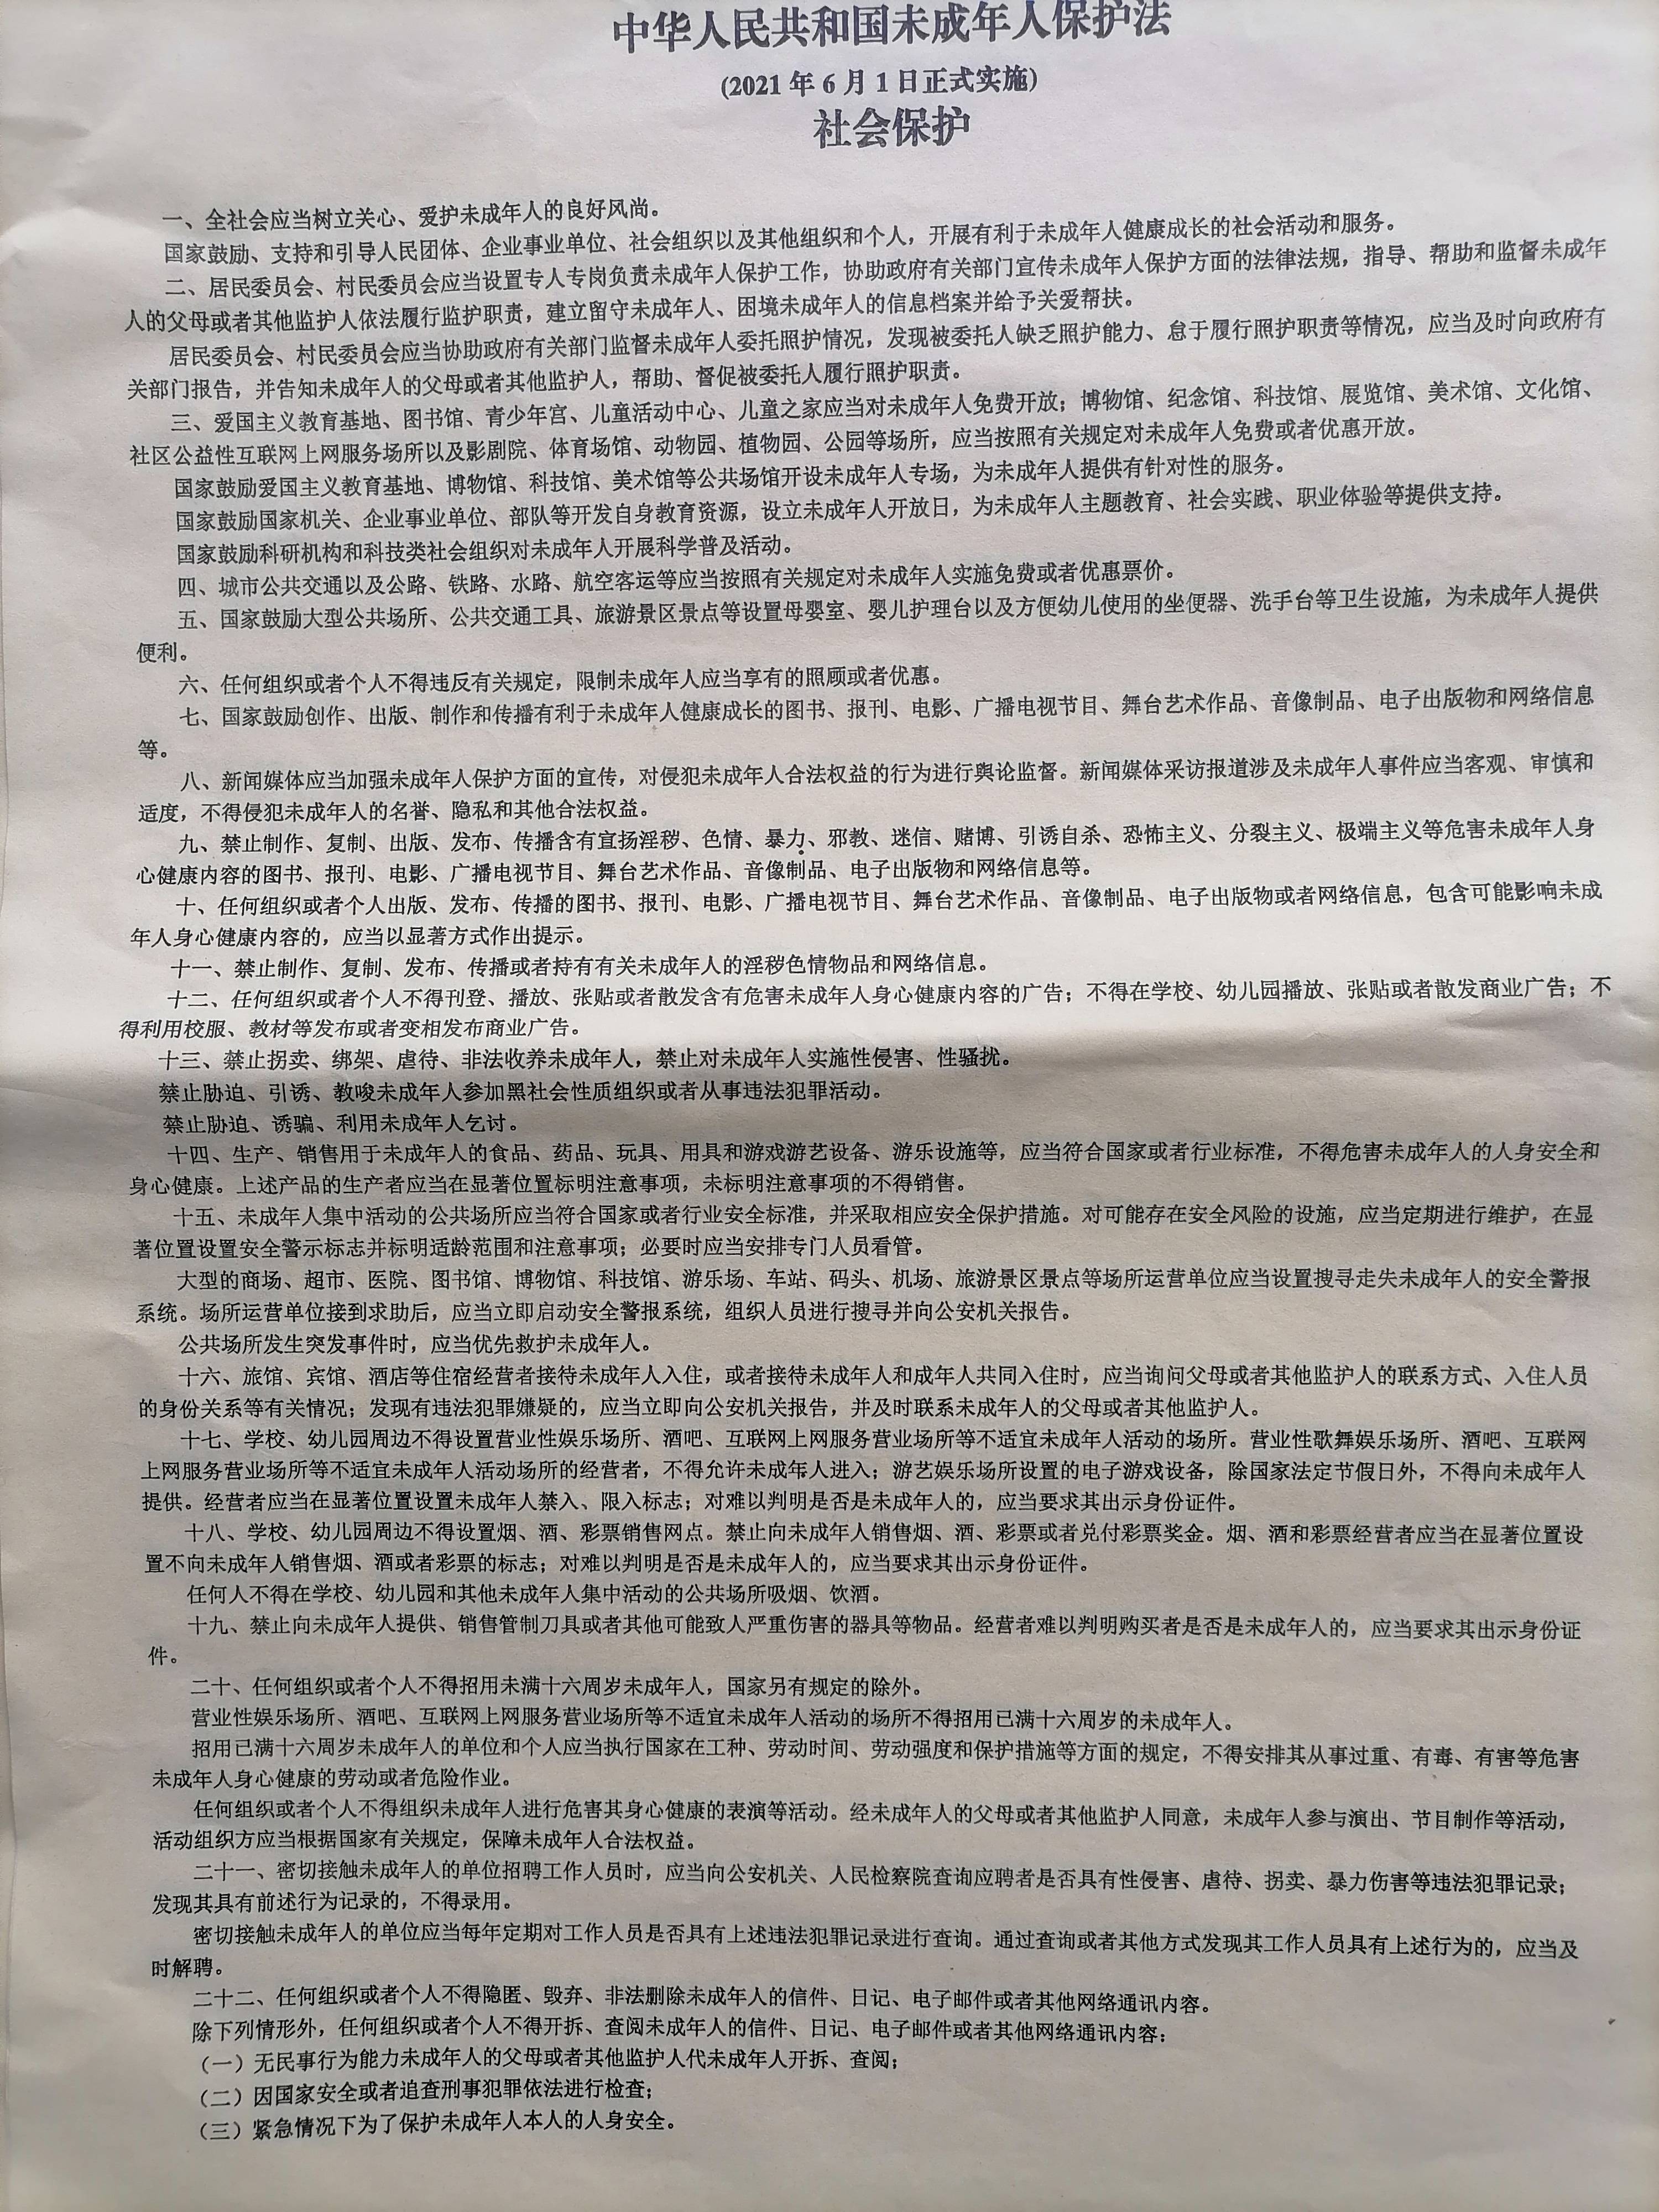 中华人民共和国未成年人保护法
(2021年6月1日正式实施)
社会保护
一、全社会应当树立关心、爱护未成年人的良好风尚。
国家鼓励、支持和引导人民团体、企业事业单位、社会组织以及其他组织和个人，开展有利于未成年人健康成长的社会活动和服务。
二、居民委员会、村民委员会应当设置专人专岗负责未成年人保护工作，协助政府有关部门宣传未成年人保护方面的法律法规，指导、帮助和监督未成年
人的父母或者其他监护人依法履行监护职责，建立留守未成年人、困境未成年人的信息档案并给予关爱帮扶。
居民委员会、村民委员会应当协助政府有关部门监督未成年人委托照护情况，发现被委托人缺乏照护能力、怠于履行照护职责等情况，应当及时向政府有
关部门报告，并告知未成年人的父母或者其他监护人，帮助、督促被委托人履行照护职责。
三、爱国主义教育基地、图书馆、青少年宫、儿童活动中心、儿童之家应当对未成年人免费开放；博物馆、纪念馆、科技馆、展览馆、美术馆、文化馆、
社区公益性互联网上网服务场所以及影剧院、体育场馆、动物园、植物园、公园等场所，应当按照有关规定对未成年人免费或者优惠开放。
国家鼓励爱国主义教育基地、博物馆、科技馆、美术馆等公共场馆开设未成年人专场，为未成年人提供有针对性的服务。
国家鼓励国家机关、企业事业单位、部队等开发自身教育资源，设立未成年人开放日，为未成年人主题教育、社会实践、职业体验等提供支持。
国家鼓励科研机构和科技类社会组织对未成年人开展科学普及活动。
四、城市公共交通以及公路、铁路、水路、航空客运等应当按照有关规定对未成年人实施免费或者优惠票价。
五、国家鼓励大型公共场所、公共交通工具、旅游景区景点等设置母婴室、婴儿护理台以及方便幼儿使用的坐便器、洗手台等卫生设施，为未成年人提供
便利。
六、任何组织或者个人不得违反有关规定，限制未成年人应当享有的照顾或者优惠。
七、国家鼓励创作、出版、制作和传播有利于未成年人健康成长的图书、报刊、电影、广播电视节目、舞台艺术作品、音像制品、电子出版物和网络信息
等。
八、新闻媒体应当加强未成年人保护方面的宣传，对侵犯未成年人合法权益的行为进行舆论监督。新闻媒体采访报道涉及未成年人事件应当客观、审慎和
适度，不得侵犯未成年人的名誉、隐私和其他合法权益。
九、禁止制作、复制、出版、发布、传播含有宣扬淫秽、色情、暴力、邪教、迷信、赌博、引诱自杀、恐怖主义、分裂主义、极端主义等危害未成年人身
心健康内容的图书、报刊、电影、广播电视节目、舞台艺术作品、音像制品、电子出版物和网络信息等。
十、任何组织或者个人出版、发布、传播的图书、报刊、电影、广播电视节目、舞台艺术作品、音像制品、电子出版物或者网络信息，包含可能影响未成
年人身心健康内容的，应当以显著方式作出提示。
十一、禁止制作、复制、发布、传播或者持有有关未成年人的淫秽色情物品和网络信息。
十二、任何组织或者个人不得刊登、播放、张贴或者散发含有危害未成年人身心健康内容的广告；不得在学校、幼儿园播放、张贴或者散发商业广告；不
得利用校服、教材等发布或者变相发布商业广告。
十三、禁止拐卖、绑架、虐待、非法收养未成年人，禁止对未成年人实施性侵害、性骚扰。
禁止胁迫、引诱、教唆未成年人参加黑社会性质组织或者从事违法犯罪活动。
禁止胁迫、诱骗、利用未成年人乞讨。
十四、生产、销售用于未成年人的食品、药品、玩具、用具和游戏游艺设备、游乐设施等，应当符合国家或者行业标准，不得危害未成年人的人身安全和
身心健康。上述产品的生产者应当在显著位置标明注意事项，未标明注意事项的不得销售。
十五、未成年人集中活动的公共场所应当符合国家或者行业安全标准，并采取相应安全保护措施。对可能存在安全风险的设施，应当定期进行维护，在显
著位置设置安全警示标志并标明适龄范围和注意事项；必要时应当安排专门人员看管。
大型的商场、超市、医院、图书馆、博物馆、科技馆、游乐场、车站、码头、机场、旅游景区景点等场所运营单位应当设置搜寻走失未成年人的安全警报
系统。场所运营单位接到求助后，应当立即启动安全警报系统，组织人员进行搜寻并向公安机关报告。
公共场所发生突发事件时，应当优先救护未成年人。
十六、旅馆、宾馆、酒店等住宿经营者接待未成年人入住，或者接待未成年人和成年人共同入住时，应当询问父母或者其他监护人的联系方式、入住人员
的身份关系等有关情况；发现有违法犯罪嫌疑的，应当立即向公安机关报告，并及时联系未成年人的父母或者其他监护人。
十七、学校、幼儿园周边不得设置营业性娱乐场所、酒吧、互联网上网服务营业场所等不适宜未成年人活动的场所。营业性歌舞娱乐场所、酒吧、互联网
上网服务营业场所等不适宜未成年人活动场所的经营者，不得允许未成年人进入；游艺娱乐场所设置的电子游戏设备，除国家法定节假日外，不得向未成年人
提供。经营者应当在显著位置设置未成年人禁入、限入标志；对难以判明是否是未成年人的，应当要求其出示身份证件。
十八、学校、幼儿园周边不得设置烟、酒、彩票销售网点。禁止向未成年人销售烟、酒、彩票或者兑付彩票奖金。烟、酒和彩票经营者应当在显著位置设
置不向未成年人销售烟、酒或者彩票的标志；对难以判明是否是未成年人的，应当要求其出示身份证件。
任何人不得在学校、幼儿园和其他未成年人集中活动的公共场所吸烟、饮酒。
十九、禁止向未成年人提供、销售管制刀具或者其他可能致人严重伤害的器具等物品。经营者难以判明购买者是否是未成年人的，应当要求其出示身份证
件。
二十、任何组织或者个人不得招用未满十六周岁未成年人，国家另有规定的除外。
营业性娱乐场所、酒吧、互联网上网服务营业场所等不适宜未成年人活动的场所不得招用已满十六周岁的未成年人。
招用已满十六周岁未成年人的单位和个人应当执行国家在工种、劳动时间、劳动强度和保护措施等方面的规定，不得安排其从事过重、有毒、有害等危害
未成年人身心健康的劳动或者危险作业。
任何组织或者个人不得组织未成年人进行危害其身心健康的表演等活动。经未成年人的父母或者其他监护人同意，未成年人参与演出、节目制作等活动，
活动组织方应当根据国家有关规定，保障未成年人合法权益。
二十一、密切接触未成年人的单位招聘工作人员时，应当向公安机关、人民检察院查询应聘者是否具有性侵害、虐待、拐卖、暴力伤害等违法犯罪记录；
发现其具有前述行为记录的，不得录用。
密切接触未成年人的单位应当每年定期对工作人员是否具有上述违法犯罪记录进行查询。通过查询或者其他方式发现其工作人员具有上述行为的，应当及
时解聘。
二十二、任何组织或者个人不得隐匿、毁弃、非法删除未成年人的信件、日记、电子邮件或者其他网络通讯内容。
除下列情形外，任何组织或者个人不得开拆、查阅未成年人的信件、日记、电子邮件或者其他网络通讯内容：
（一）无民事行为能力未成年人的父母或者其他监护人代未成年人开拆、查阅；
（二）因国家安全或者追查刑事犯罪依法进行检查；
（三）紧急情况下为了保护未成年人本人的人身安全。